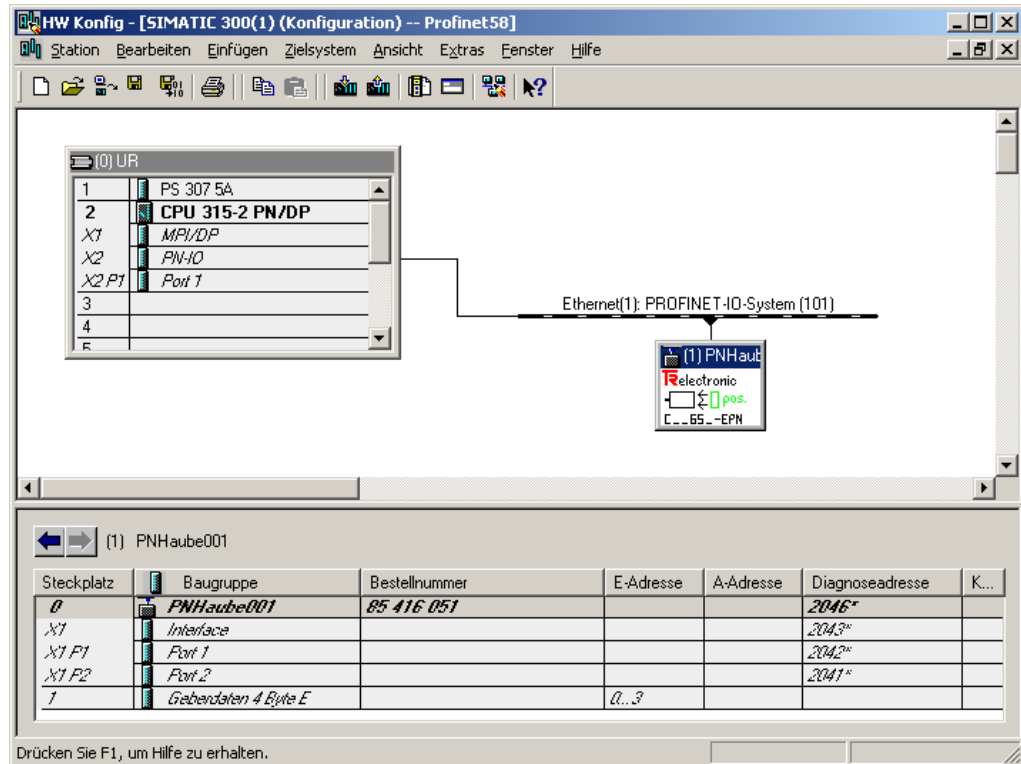 HW Konfig - [SIMATIC 300(1) (Konfiguration) -- Profinet58]
Station Bearbeiten Einfügen Zielsystem Ansicht Extras Fenster Hilfe
(0) UR
1 PS 307 5A
2 CPU 315-2 PN/DP
X1 MPI/DP
X2 PN-IO
X2 P1 Port 1
3
4
5
Ethernet(1): PROFINET-IO-System (101)
(1) PNHaub
TRelectronic
pos.
C__65_-EPN
(1) PNHaube001
Steckplatz Baugruppe Bestellnummer E-Adresse A-Adresse Diagnoseadresse K...
0 PNHaube001 85 416 051 2046*
X1 Interface 2043*
X1 P1 Port 1 2042*
X1 P2 Port 2 2041*
1 Geberdaten 4 Byte E 0...3
Drücken Sie F1, um Hilfe zu erhalten.